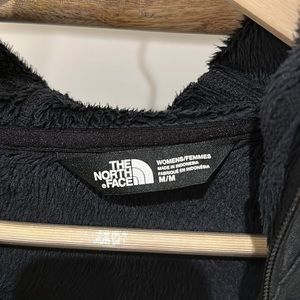 THE
NORTH
FACE
WOMENS/FEMMES
MADE IN INDONESIA
FABRIQUÉ EN INDONÉSIE
M/M